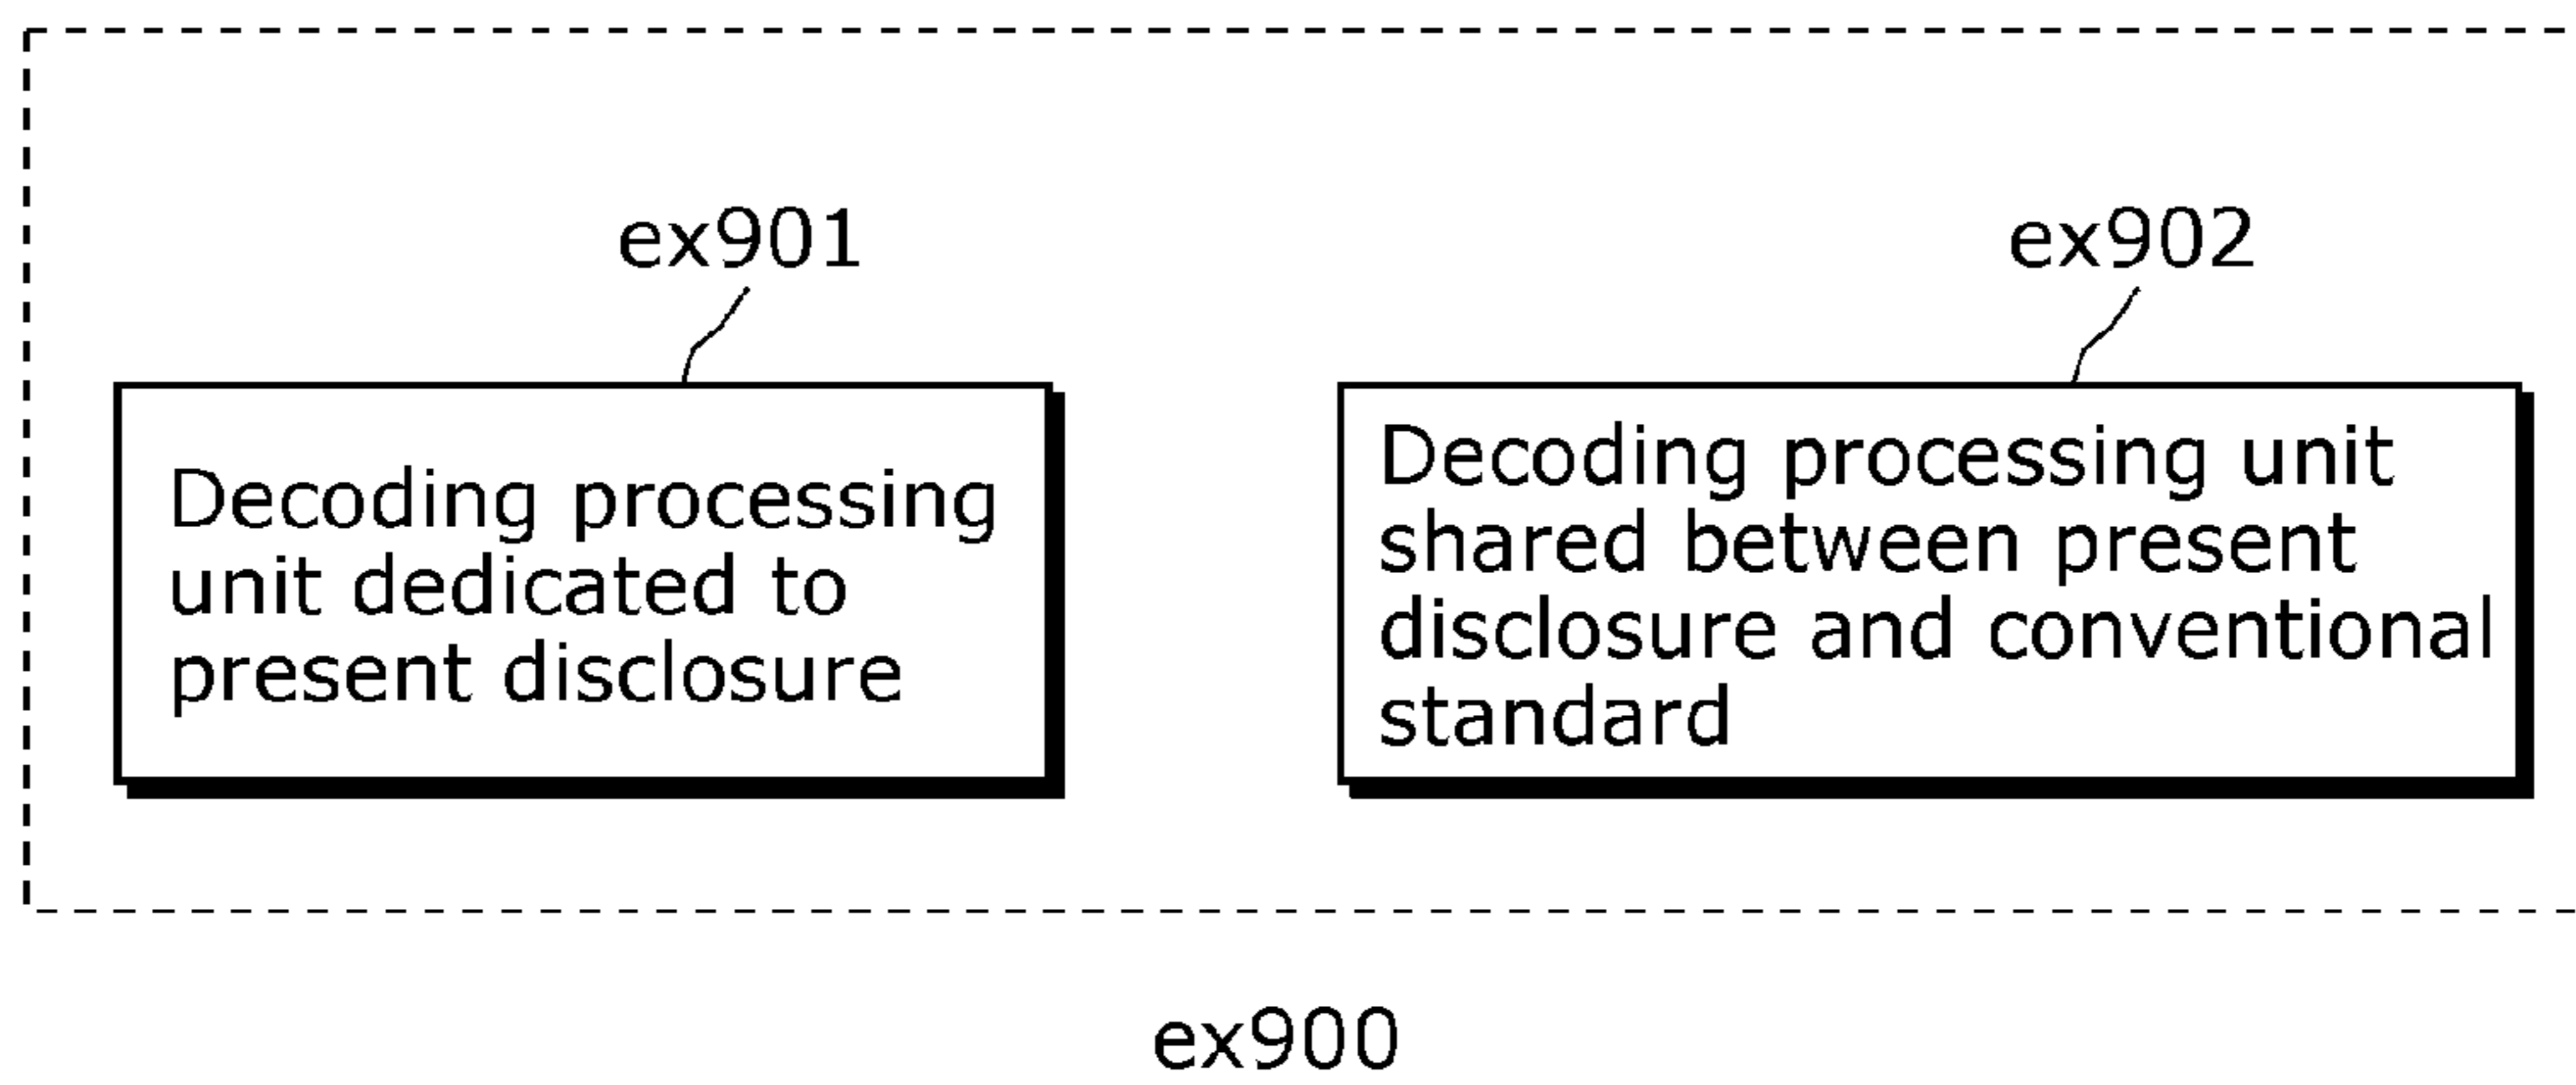 ex901
Decoding processing
unit dedicated to
present disclosure
ex902
Decoding processing unit
shared between present
disclosure and conventional
standard
ex900